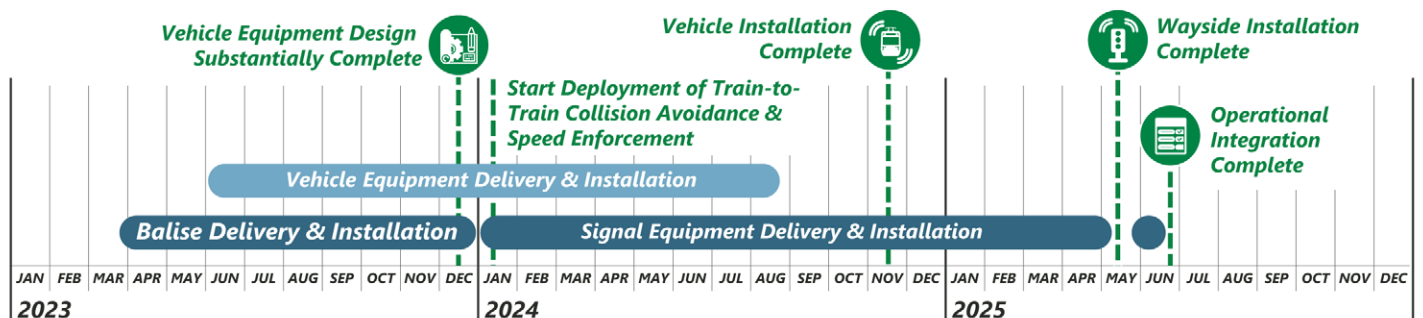 Vehicle Equipment Design
Substantially Complete
Vehicle Installation
Complete
Wayside Installation
Complete
Start Deployment of Train-to-
Train Collision Avoidance &
Speed Enforcement
Operational
Integration
Complete
Vehicle Equipment Delivery & Installation
Balise Delivery & Installation
Signal Equipment Delivery & Installation
JAN FEB MAR APR MAY JUN JUL AUG SEP OCT NOV DEC JAN FEB MAR APR MAY JUN JUL AUG SEP OCT NOV DEC JAN FEB MAR APR MAY JUN JUL AUG SEP OCT NOV DEC
2023 2024 2025